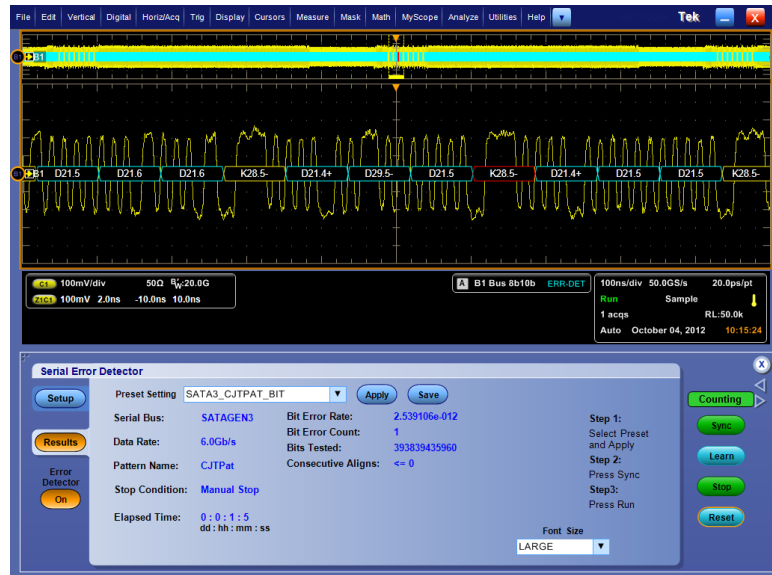 File Edit Vertical Digital Horiz/Acq Trig Display Cursors Measure Mask Math MyScope Analyze Utilities Help Tek X
B1 B1
B1 B1 D21.5 D21.6 D21.6 K28.5- D21.4+ D29.5- D21.5 K28.5- D21.4+ D21.5 D21.5 K28.5-
C1 100mV/div 50Ω BW:20.0G
Z1C1 100mV 2.0ns -10.0ns 10.0ns
A B1 Bus 8b10b ERR-DET
100ns/div 50.0GS/s 20.0ps/pt
Run Sample
1 acqs RL:50.0k
Auto October 04, 2012 10:15:24
Serial Error Detector
X
Setup
Results
Error
Detector
On
Preset Setting SATA3_CJTPAT_BIT Apply Save
Serial Bus: SATAGEN3
Data Rate: 6.0Gb/s
Pattern Name: CJTPat
Stop Condition: Manual Stop
Elapsed Time: 0 : 0 : 1 : 5
dd : hh : mm : ss
Bit Error Rate: 2.539106e-012
Bit Error Count: 1
Bits Tested: 393839435960
Consecutive Aligns: <= 0
Step 1:
Select Preset
and Apply
Step 2:
Press Sync
Step3:
Press Run
Font Size
LARGE
Counting
Sync
Learn
Stop
Reset